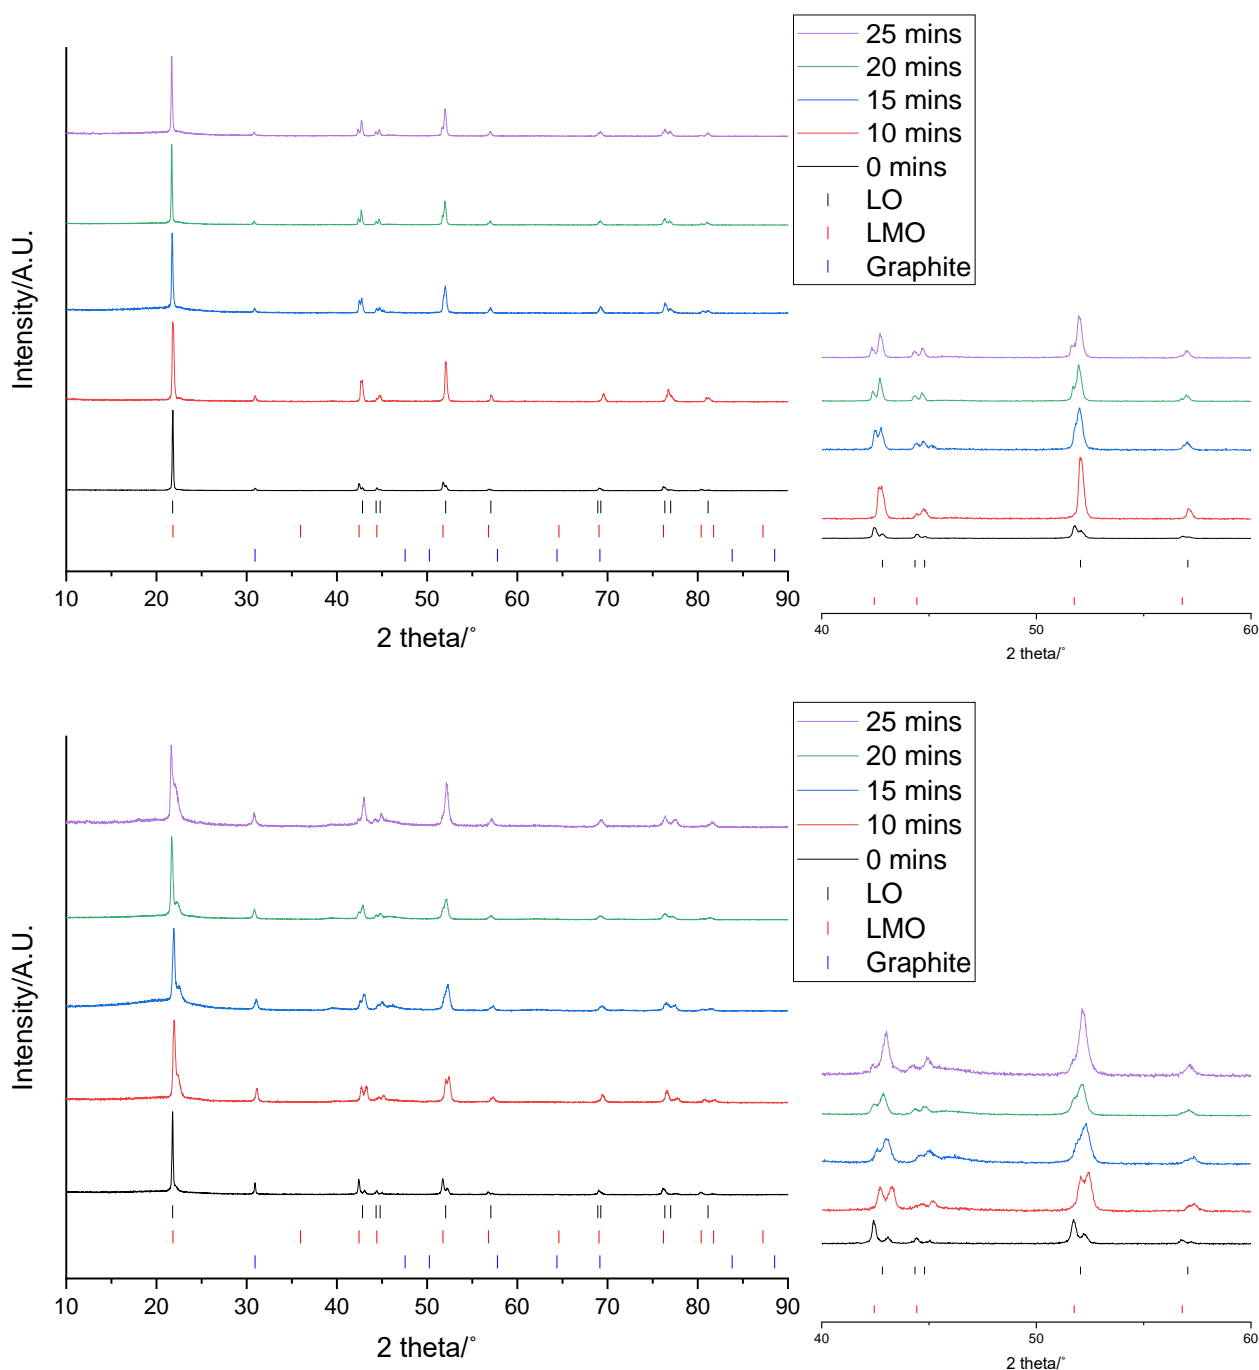 25 mins
20 mins
15 mins
10 mins
0 mins
LO
LMO
Graphite
Intensity/A.U.
10 20 30 40 50 60 70 80 90
2 theta/°
40 50 60
2 theta/°
25 mins
20 mins
15 mins
10 mins
0 mins
LO
LMO
Graphite
Intensity/A.U.
10 20 30 40 50 60 70 80 90
2 theta/°
40 50 60
2 theta/°